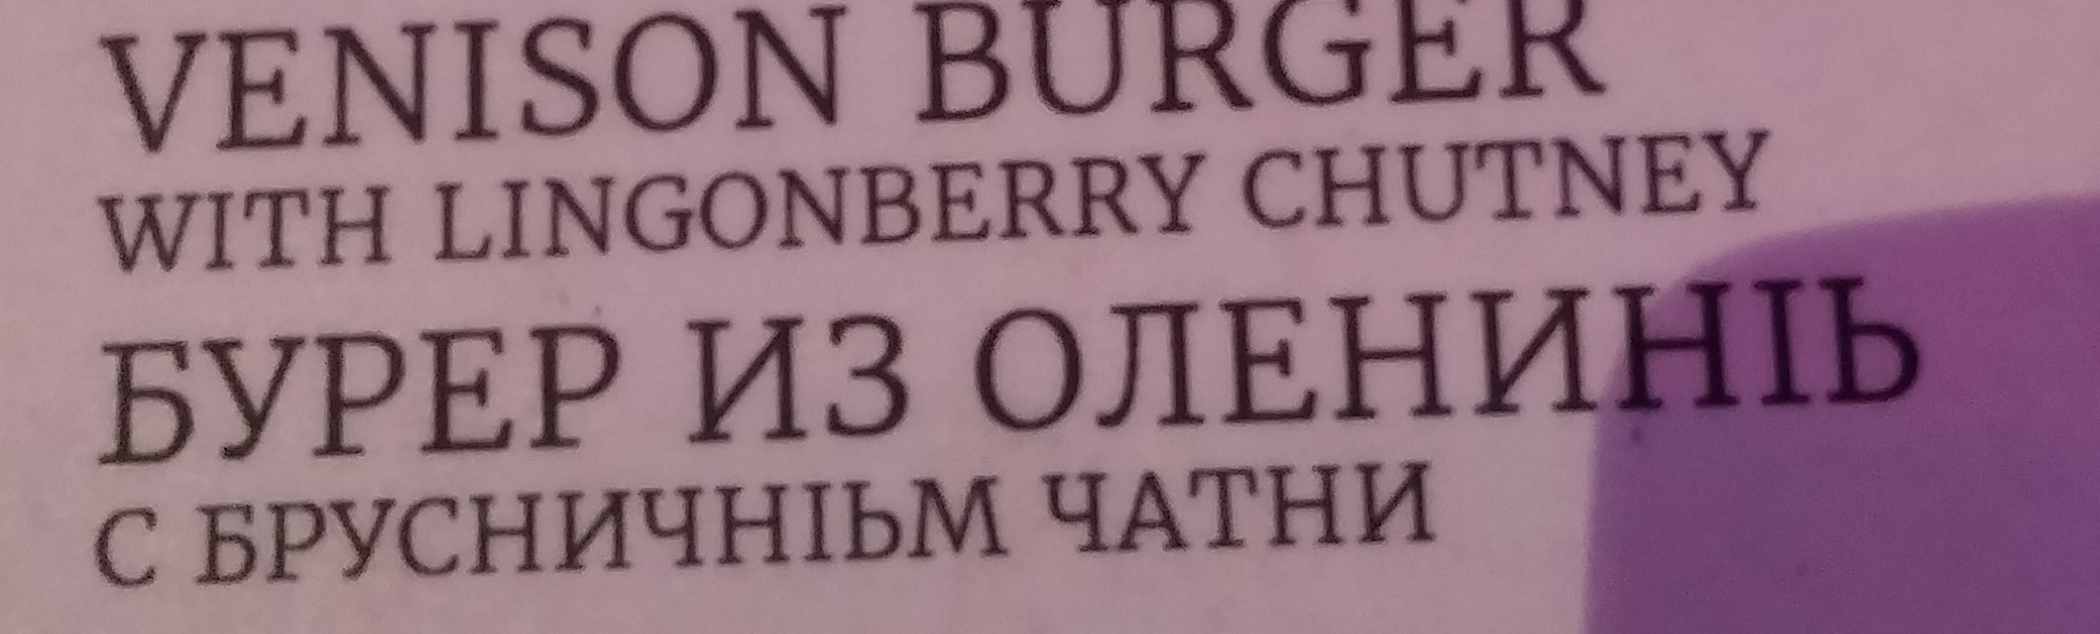 VENISON BURGER
WITH LINGONBERRY CHUTNEY
БУРЕР ИЗ ОЛЕНИНІЬ
С БРУСНИЧНІЬМ ЧАТНИ